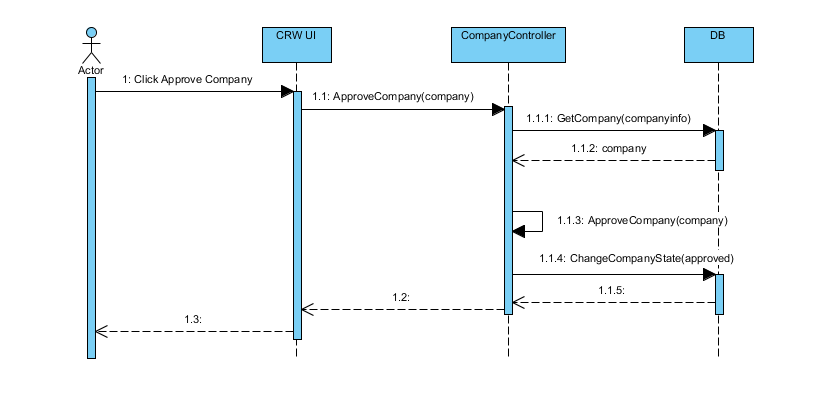 CRW UI
CompanyController
DB
Actor
1: Click Approve Company
1.1: ApproveCompany(company)
1.1.1: GetCompany(companyinfo)
1.1.2: company
1.1.3: ApproveCompany(company)
1.1.4: ChangeCompanyState(approved)
1.1.5:
1.2:
1.3: